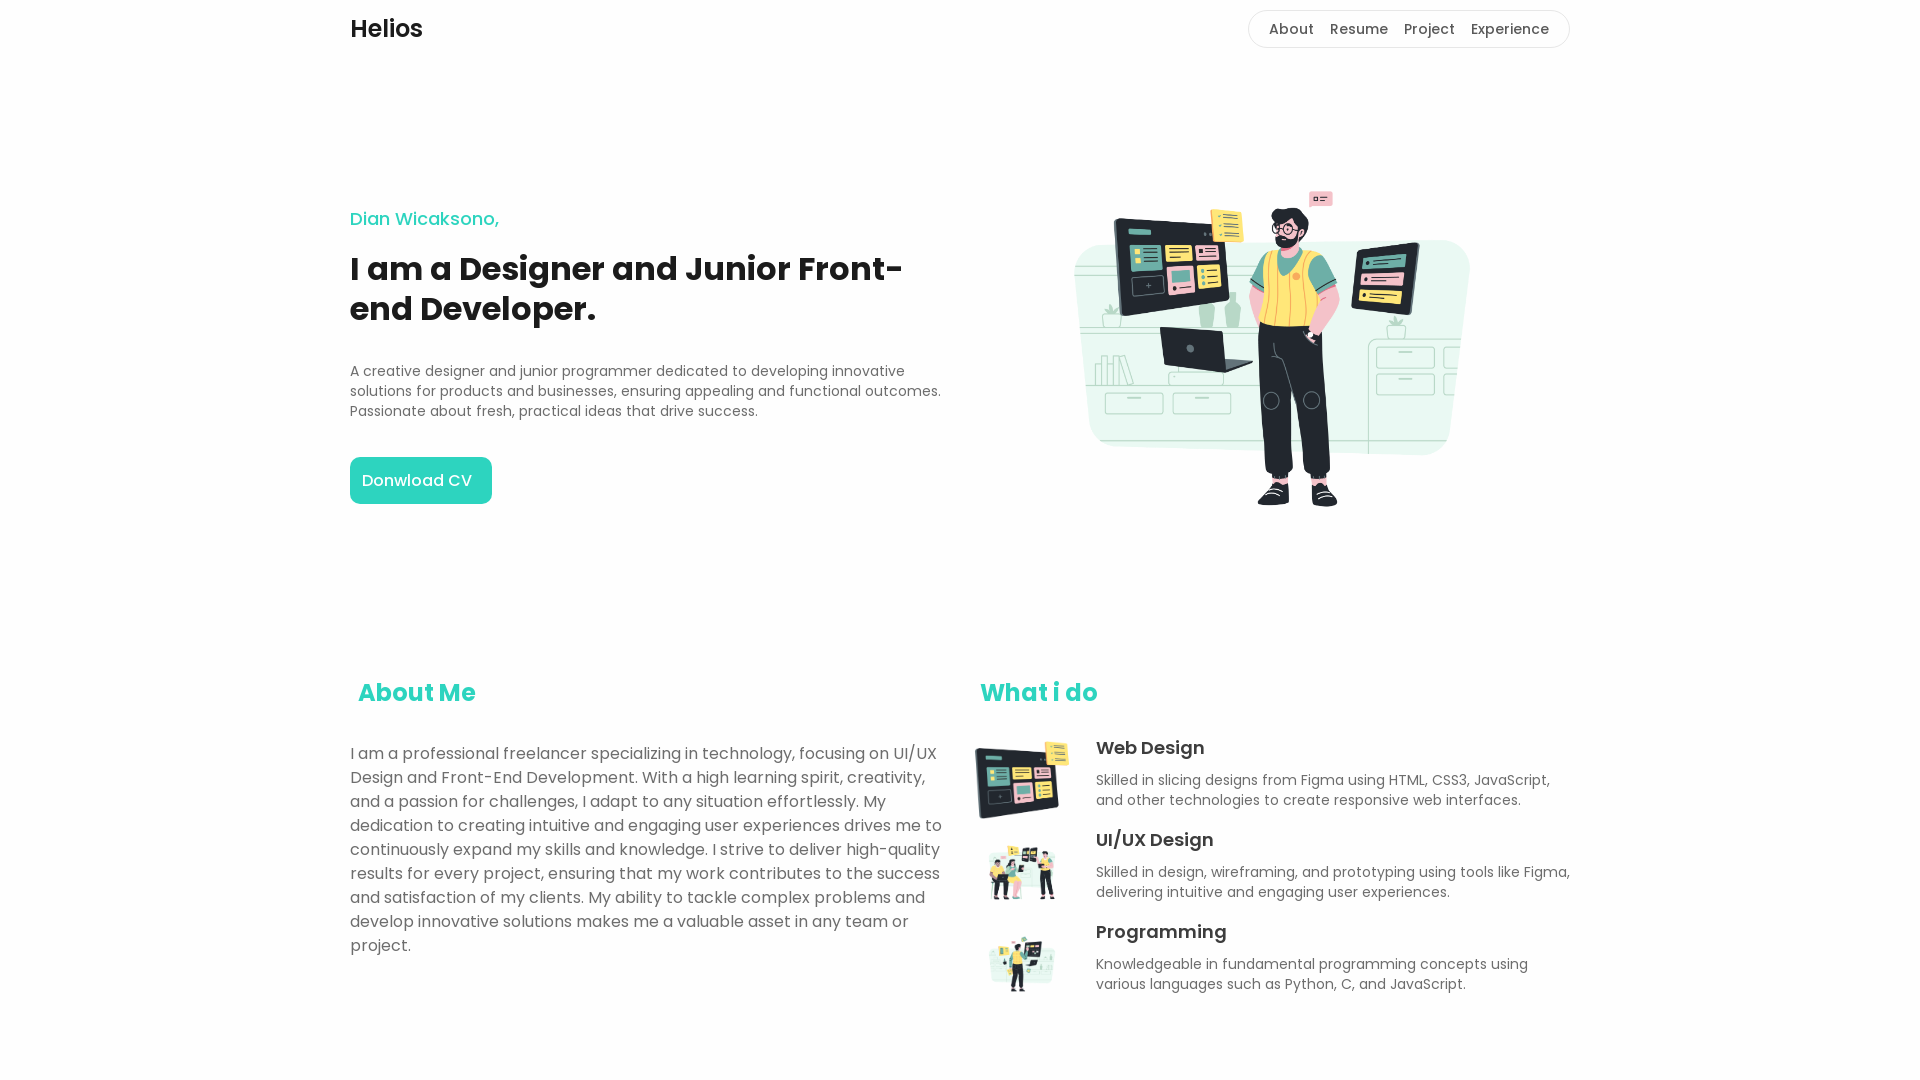 Helios
About Resume Project Experience
Dian Wicaksono,
I am a Designer and Junior Front-
end Developer.
A creative designer and junior programmer dedicated to developing innovative
solutions for products and businesses, ensuring appealing and functional outcomes.
Passionate about fresh, practical ideas that drive success.
Donwload CV
About Me
I am a professional freelancer specializing in technology, focusing on UI/UX
Design and Front-End Development. With a high learning spirit, creativity,
and a passion for challenges, I adapt to any situation effortlessly. My
dedication to creating intuitive and engaging user experiences drives me to
continuously expand my skills and knowledge. I strive to deliver high-quality
results for every project, ensuring that my work contributes to the success
and satisfaction of my clients. My ability to tackle complex problems and
develop innovative solutions makes me a valuable asset in any team or
project.
What i do
Web Design
Skilled in slicing designs from Figma using HTML, CSS3, JavaScript,
and other technologies to create responsive web interfaces.
UI/UX Design
Skilled in design, wireframing, and prototyping using tools like Figma,
delivering intuitive and engaging user experiences.
Programming
Knowledgeable in fundamental programming concepts using
various languages such as Python, C, and JavaScript.